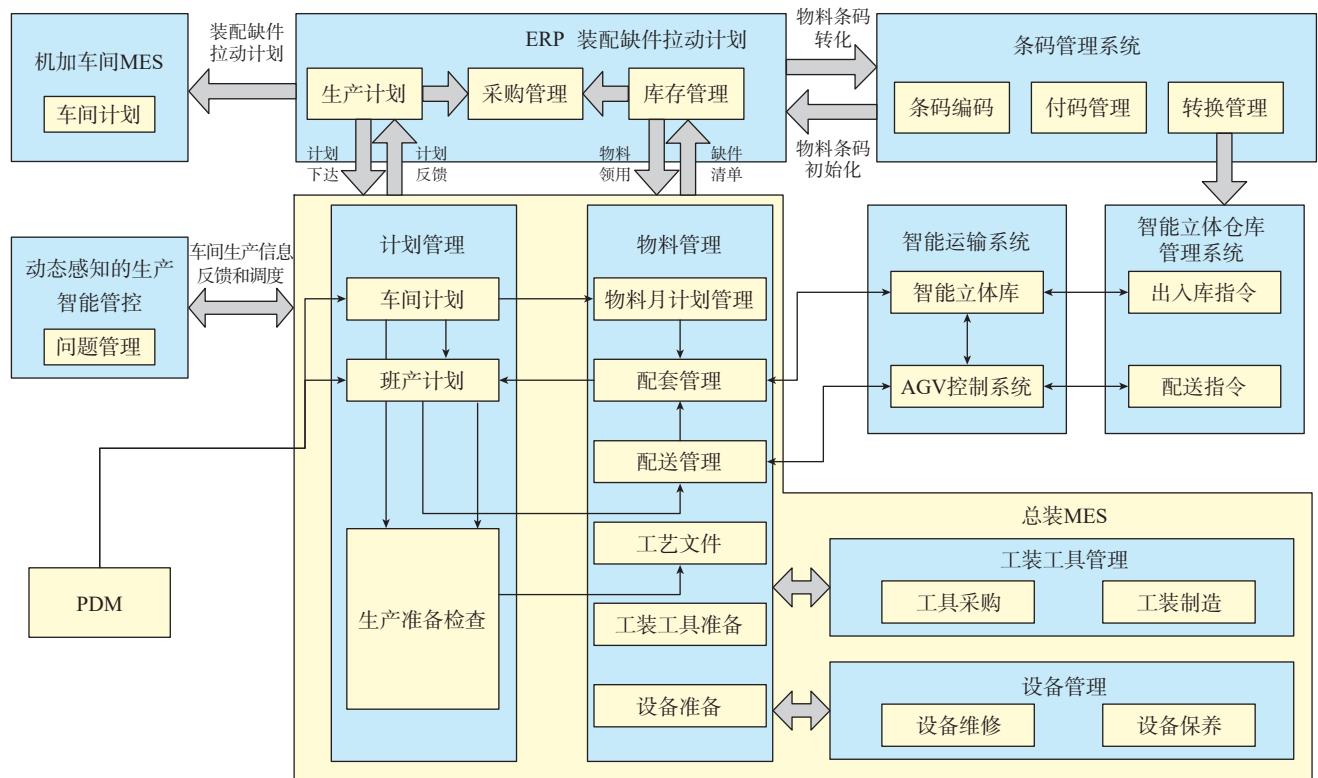 机加车间MES
车间计划
装配缺件
拉动计划
ERP 装配缺件拉动计划
生产计划
采购管理
库存管理
物料条码
转化
物料条码
初始化
条码管理系统
条码编码
付码管理
转换管理
计划
下达
计划
反馈
物料
领用
缺件
清单
动态感知的生产
智能管控
问题管理
车间生产信息
反馈和调度
计划管理
车间计划
班产计划
生产准备检查
物料管理
物料月计划管理
配套管理
配送管理
工艺文件
工装工具准备
设备准备
智能运输系统
智能立体库
AGV控制系统
智能立体仓库
管理系统
出入库指令
配送指令
PDM
总装MES
工装工具管理
工具采购
工装制造
设备管理
设备维修
设备保养